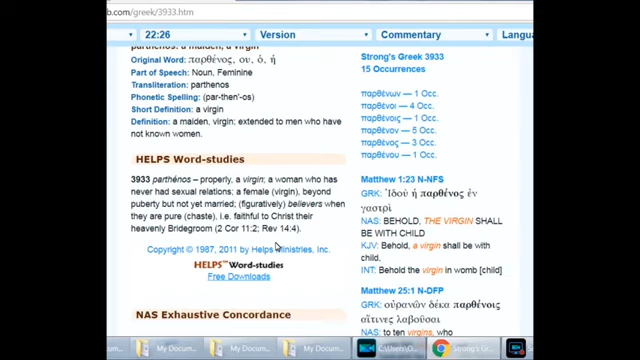 b.com/greek/3933.htm
22:26
Version
Commentary
Langua
parthenos: a maiden, a virgin
Original Word: παρθένος, ου, ὁ, ἡ
Part of Speech: Noun, Feminine
Transliteration: parthenos
Phonetic Spelling: (par-then'-os)
Short Definition: a virgin
Definition: a maiden, virgin; extended to men who have
not known women.
HELPS Word-studies
3933 parthénos – properly, a virgin; a woman who has
never had sexual relations; a female (virgin), beyond
puberty but not yet married; (figuratively) believers when
they are pure (chaste), i.e. faithful to Christ their
heavenly Bridegroom (2 Cor 11:2; Rev 14:4).
Copyright © 1987, 2011 by Helps Ministries, Inc.
HELPS™Word-studies
Free Downloads
NAS Exhaustive Concordance
Strong's Greek 3933
15 Occurrences
παρθένων — 1 Occ.
παρθένοι — 4 Occ.
παρθένοις — 1 Occ.
παρθένον — 5 Occ.
παρθένος — 3 Occ.
παρθένου — 1 Occ.
Matthew 1:23 N-NFS
GRK: Ἰδοὺ ἡ παρθένος ἐν
γαστρὶ
NAS: BEHOLD, THE VIRGIN SHALL
BE WITH CHILD
KJV: Behold, a virgin shall be with
child,
INT: Behold the virgin in womb [child]
Matthew 25:1 N-DFP
GRK: οὐρανῶν δέκα παρθένοις
αἵτινες λαβοῦσαι
NAS: to ten virgins, who
My Docum...
My Docum...
My Docum...
C:\Users\O...
Strong's G...